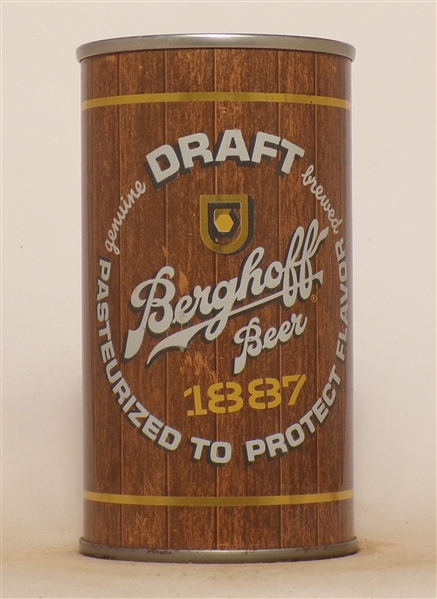 genuine DRAFT brewed
Berghoff®
Beer
1887
PASTEURIZED TO PROTECT FLAVOR